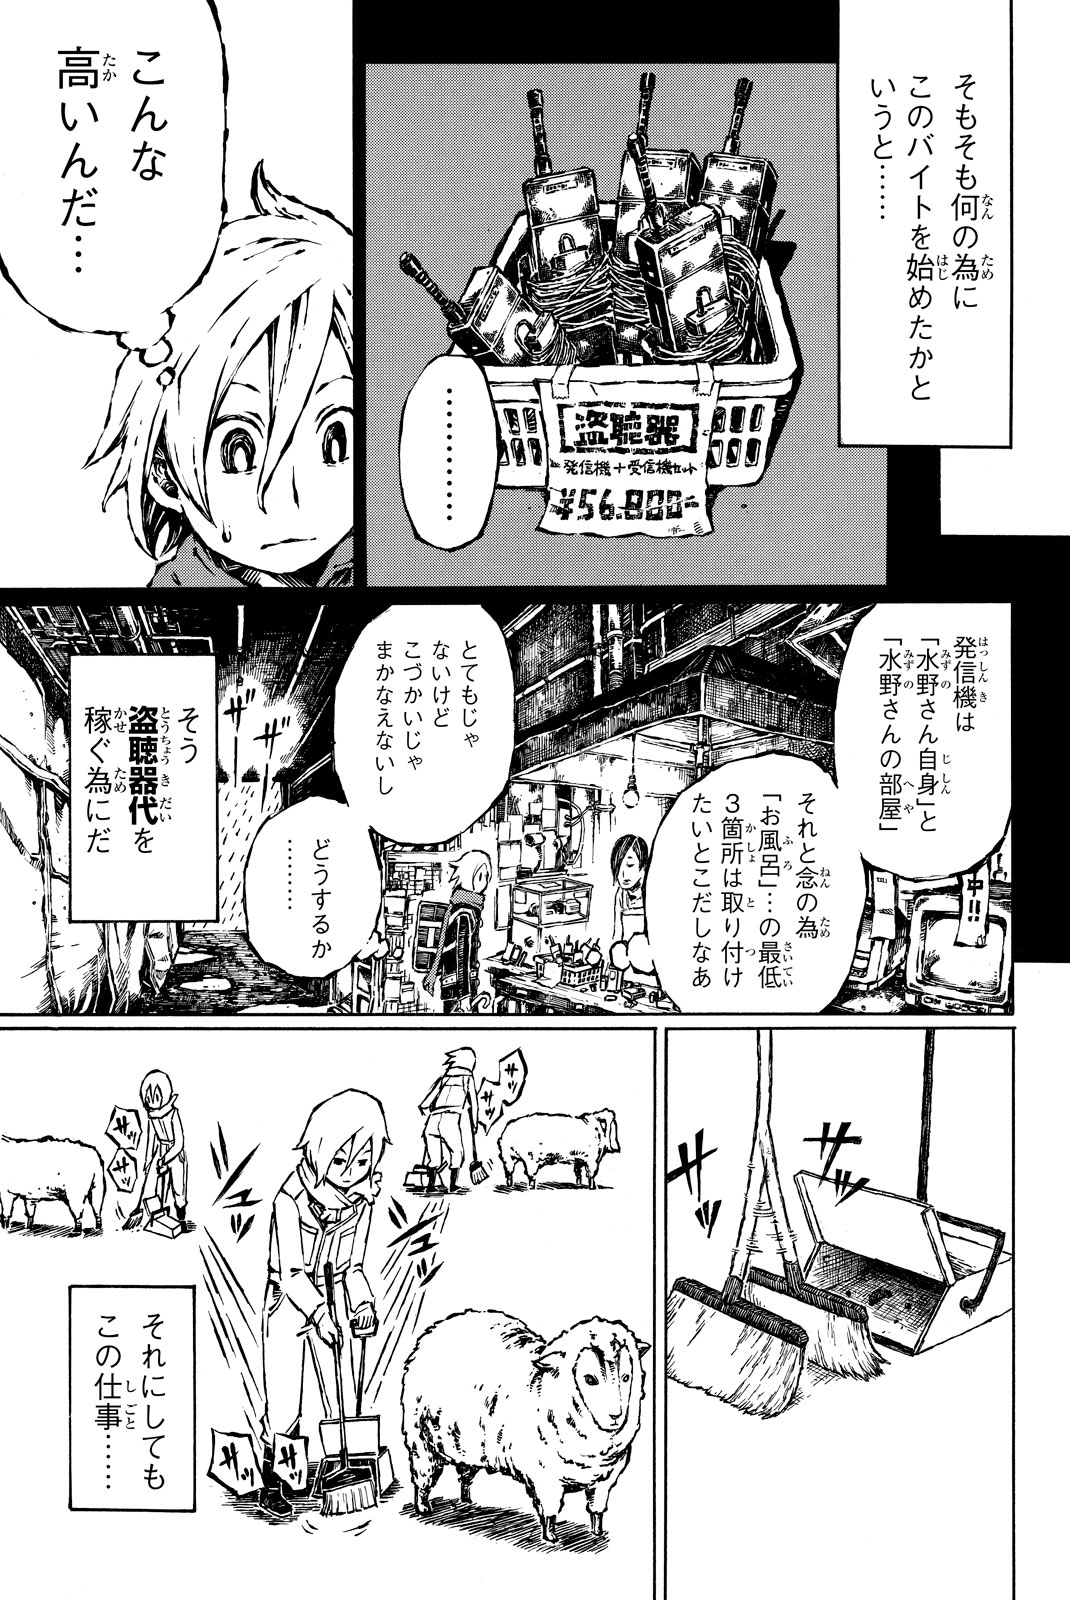 そもそも何の為に
このバイトを始めたかと
いうと……
盗聴器
発信機+受信機セット
¥56,800-
………
こんな
高いんだ…
発信機は
「水野さん自身」と
「水野さんの部屋」
中!!
それと念の為
「お風呂」…の最低
3箇所は取り付け
たいとこだしなぁ
とてもじゃ
ないけど
こづかいじゃ
まかなえないし
どうするか
………
ザッ
そう
盗聴器代を
稼ぐ為にだ
サッ
サッ
サッ
サッ
サッ
サッ
ザッ
ザッ
それにしても
この仕事……